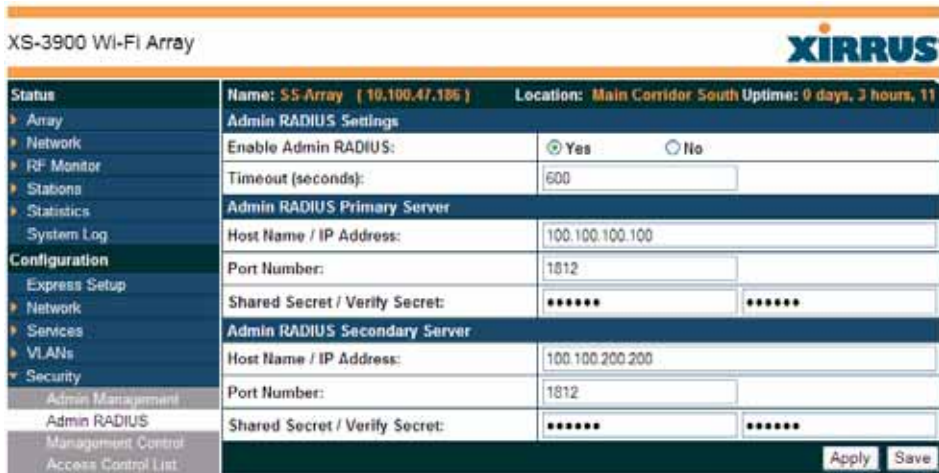 XS-3900 Wi-Fi Array
XIRRUS
Status
Array
Network
RF Monitor
Stations
Statistics
System Log
Configuration
Express Setup
Network
Services
VLANs
Security
Admin Management
Admin RADIUS
Management Control
Access Control List
Name: SS-Array ( 10.100.47.186 ) Location: Main Corridor South Uptime: 0 days, 3 hours, 11
Admin RADIUS Settings
Enable Admin RADIUS: Yes No
Timeout (seconds): 600
Admin RADIUS Primary Server
Host Name / IP Address: 100.100.100.100
Port Number: 1812
Shared Secret / Verify Secret: •••••• ••••••
Admin RADIUS Secondary Server
Host Name / IP Address: 100.100.200.200
Port Number: 1812
Shared Secret / Verify Secret: •••••• ••••••
Apply Save